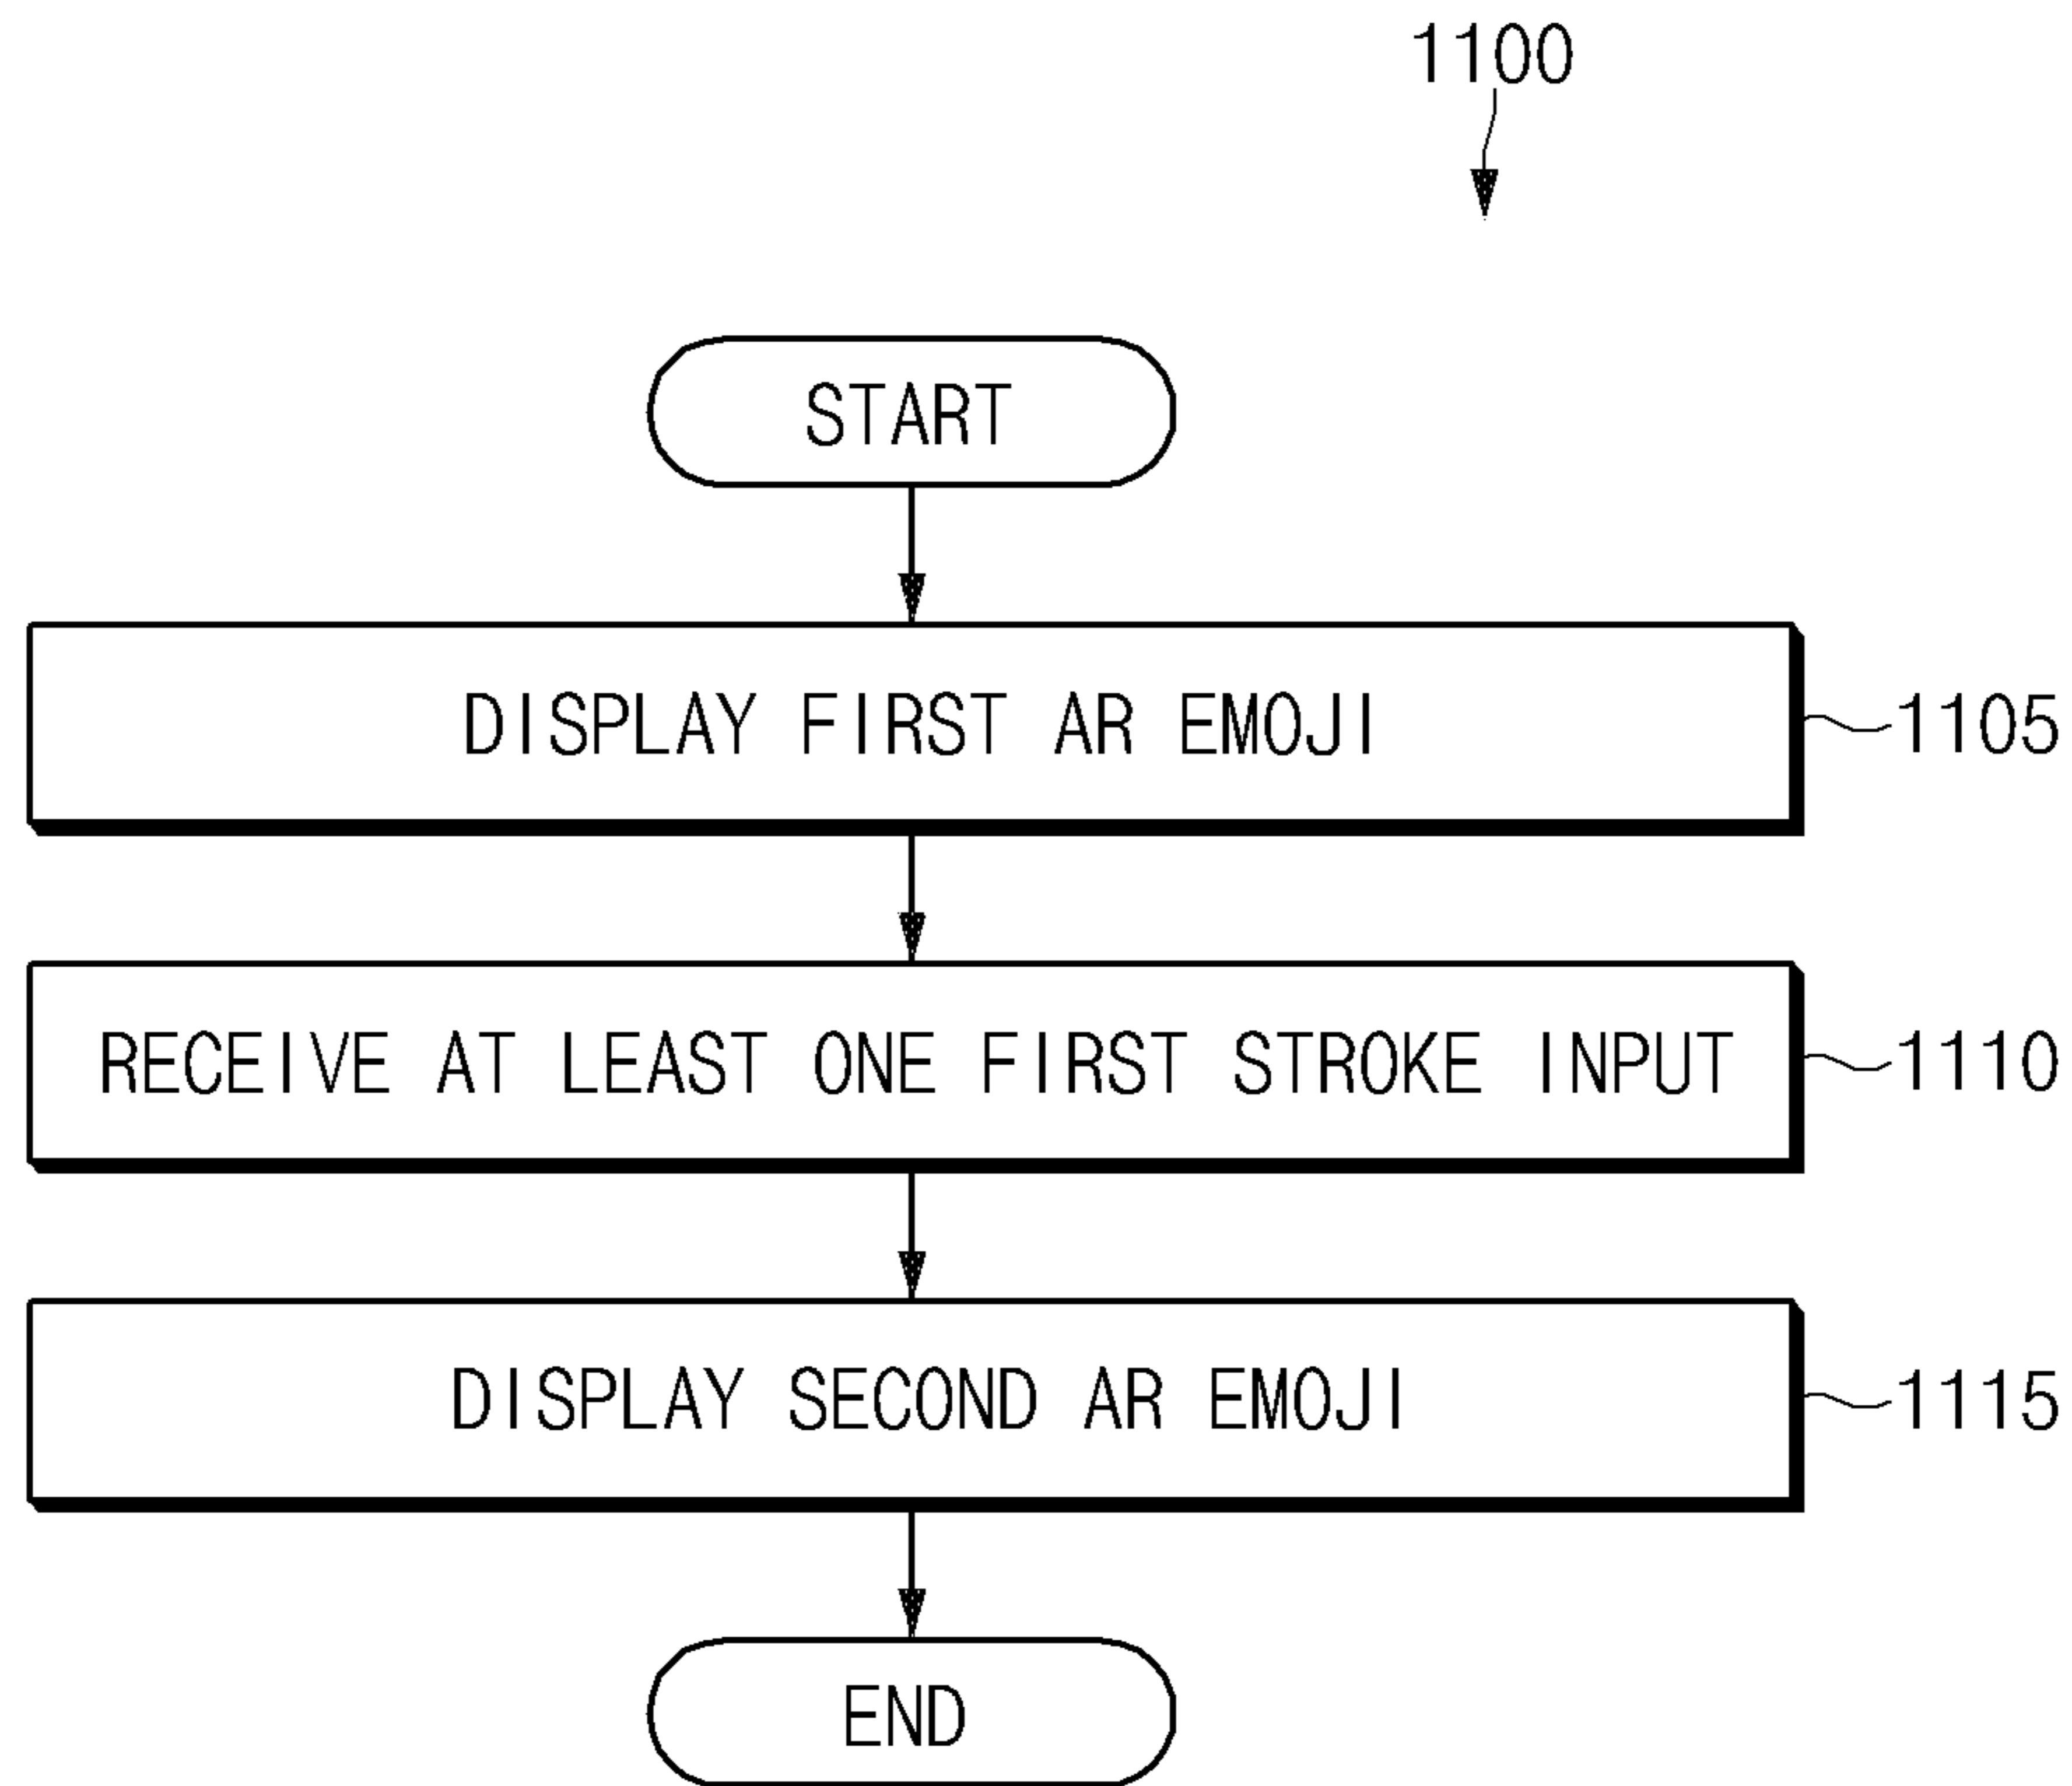 1100
START
DISPLAY FIRST AR EMOJI
1105
RECEIVE AT LEAST ONE FIRST STROKE INPUT
1110
DISPLAY SECOND AR EMOJI
1115
END